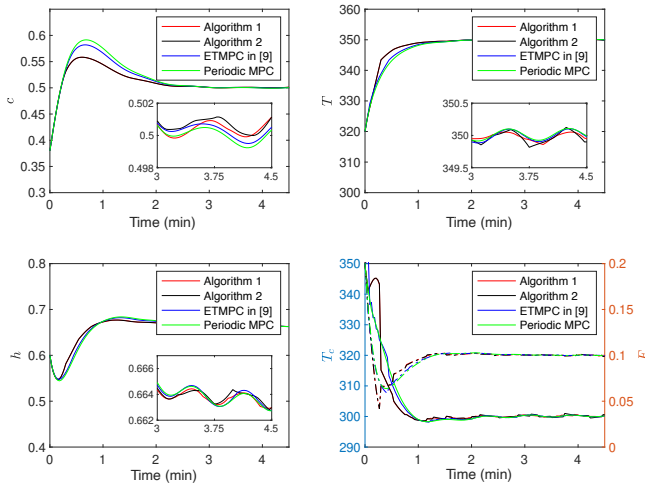 0.6
0.55
0.5
0.45
0.4
0.35
0.3
c
0 1 2 3 4
Time (min)
Algorithm 1
Algorithm 2
ETMPC in [9]
Periodic MPC
0.502
0.5
0.498
3 3.75 4.5
360
350
340
330
320
310
300
T
0 1 2 3 4
Time (min)
Algorithm 1
Algorithm 2
ETMPC in [9]
Periodic MPC
350.5
350
349.5
3 3.75 4.5
0.8
0.7
0.6
0.5
0.4
h
0 1 2 3 4
Time (min)
Algorithm 1
Algorithm 2
ETMPC in [9]
Periodic MPC
0.666
0.664
0.662
3 3.75 4.5
350
340
330
320
310
300
290
T_c
0 1 2 3 4
Time (min)
Algorithm 1
Algorithm 2
ETMPC in [9]
Periodic MPC
0.2
0.15
0.1
0.05
0